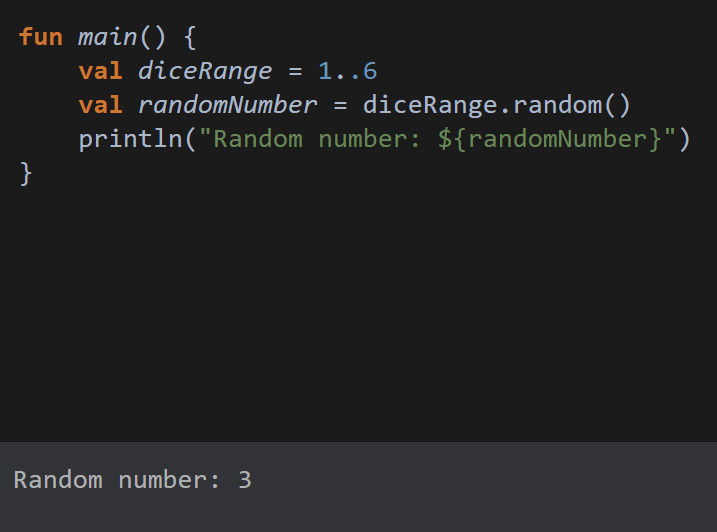 fun main() {
    val diceRange = 1..6
    val randomNumber = diceRange.random()
    println("Random number: ${randomNumber}")
}
Random number: 3